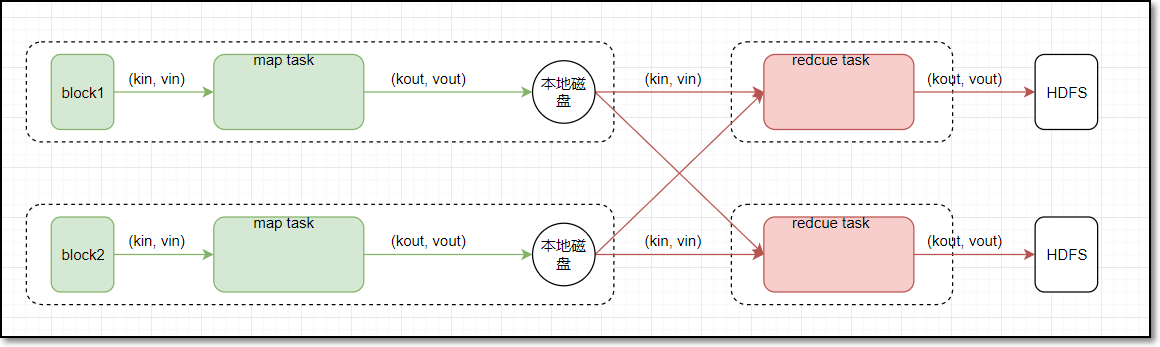 map task
redcue task
block1
(kin, vin)
(kout, vout)
本地磁
盘
(kin, vin)
(kout, vout)
HDFS
map task
redcue task
block2
(kin, vin)
(kout, vout)
本地磁
盘
(kin, vin)
(kout, vout)
HDFS